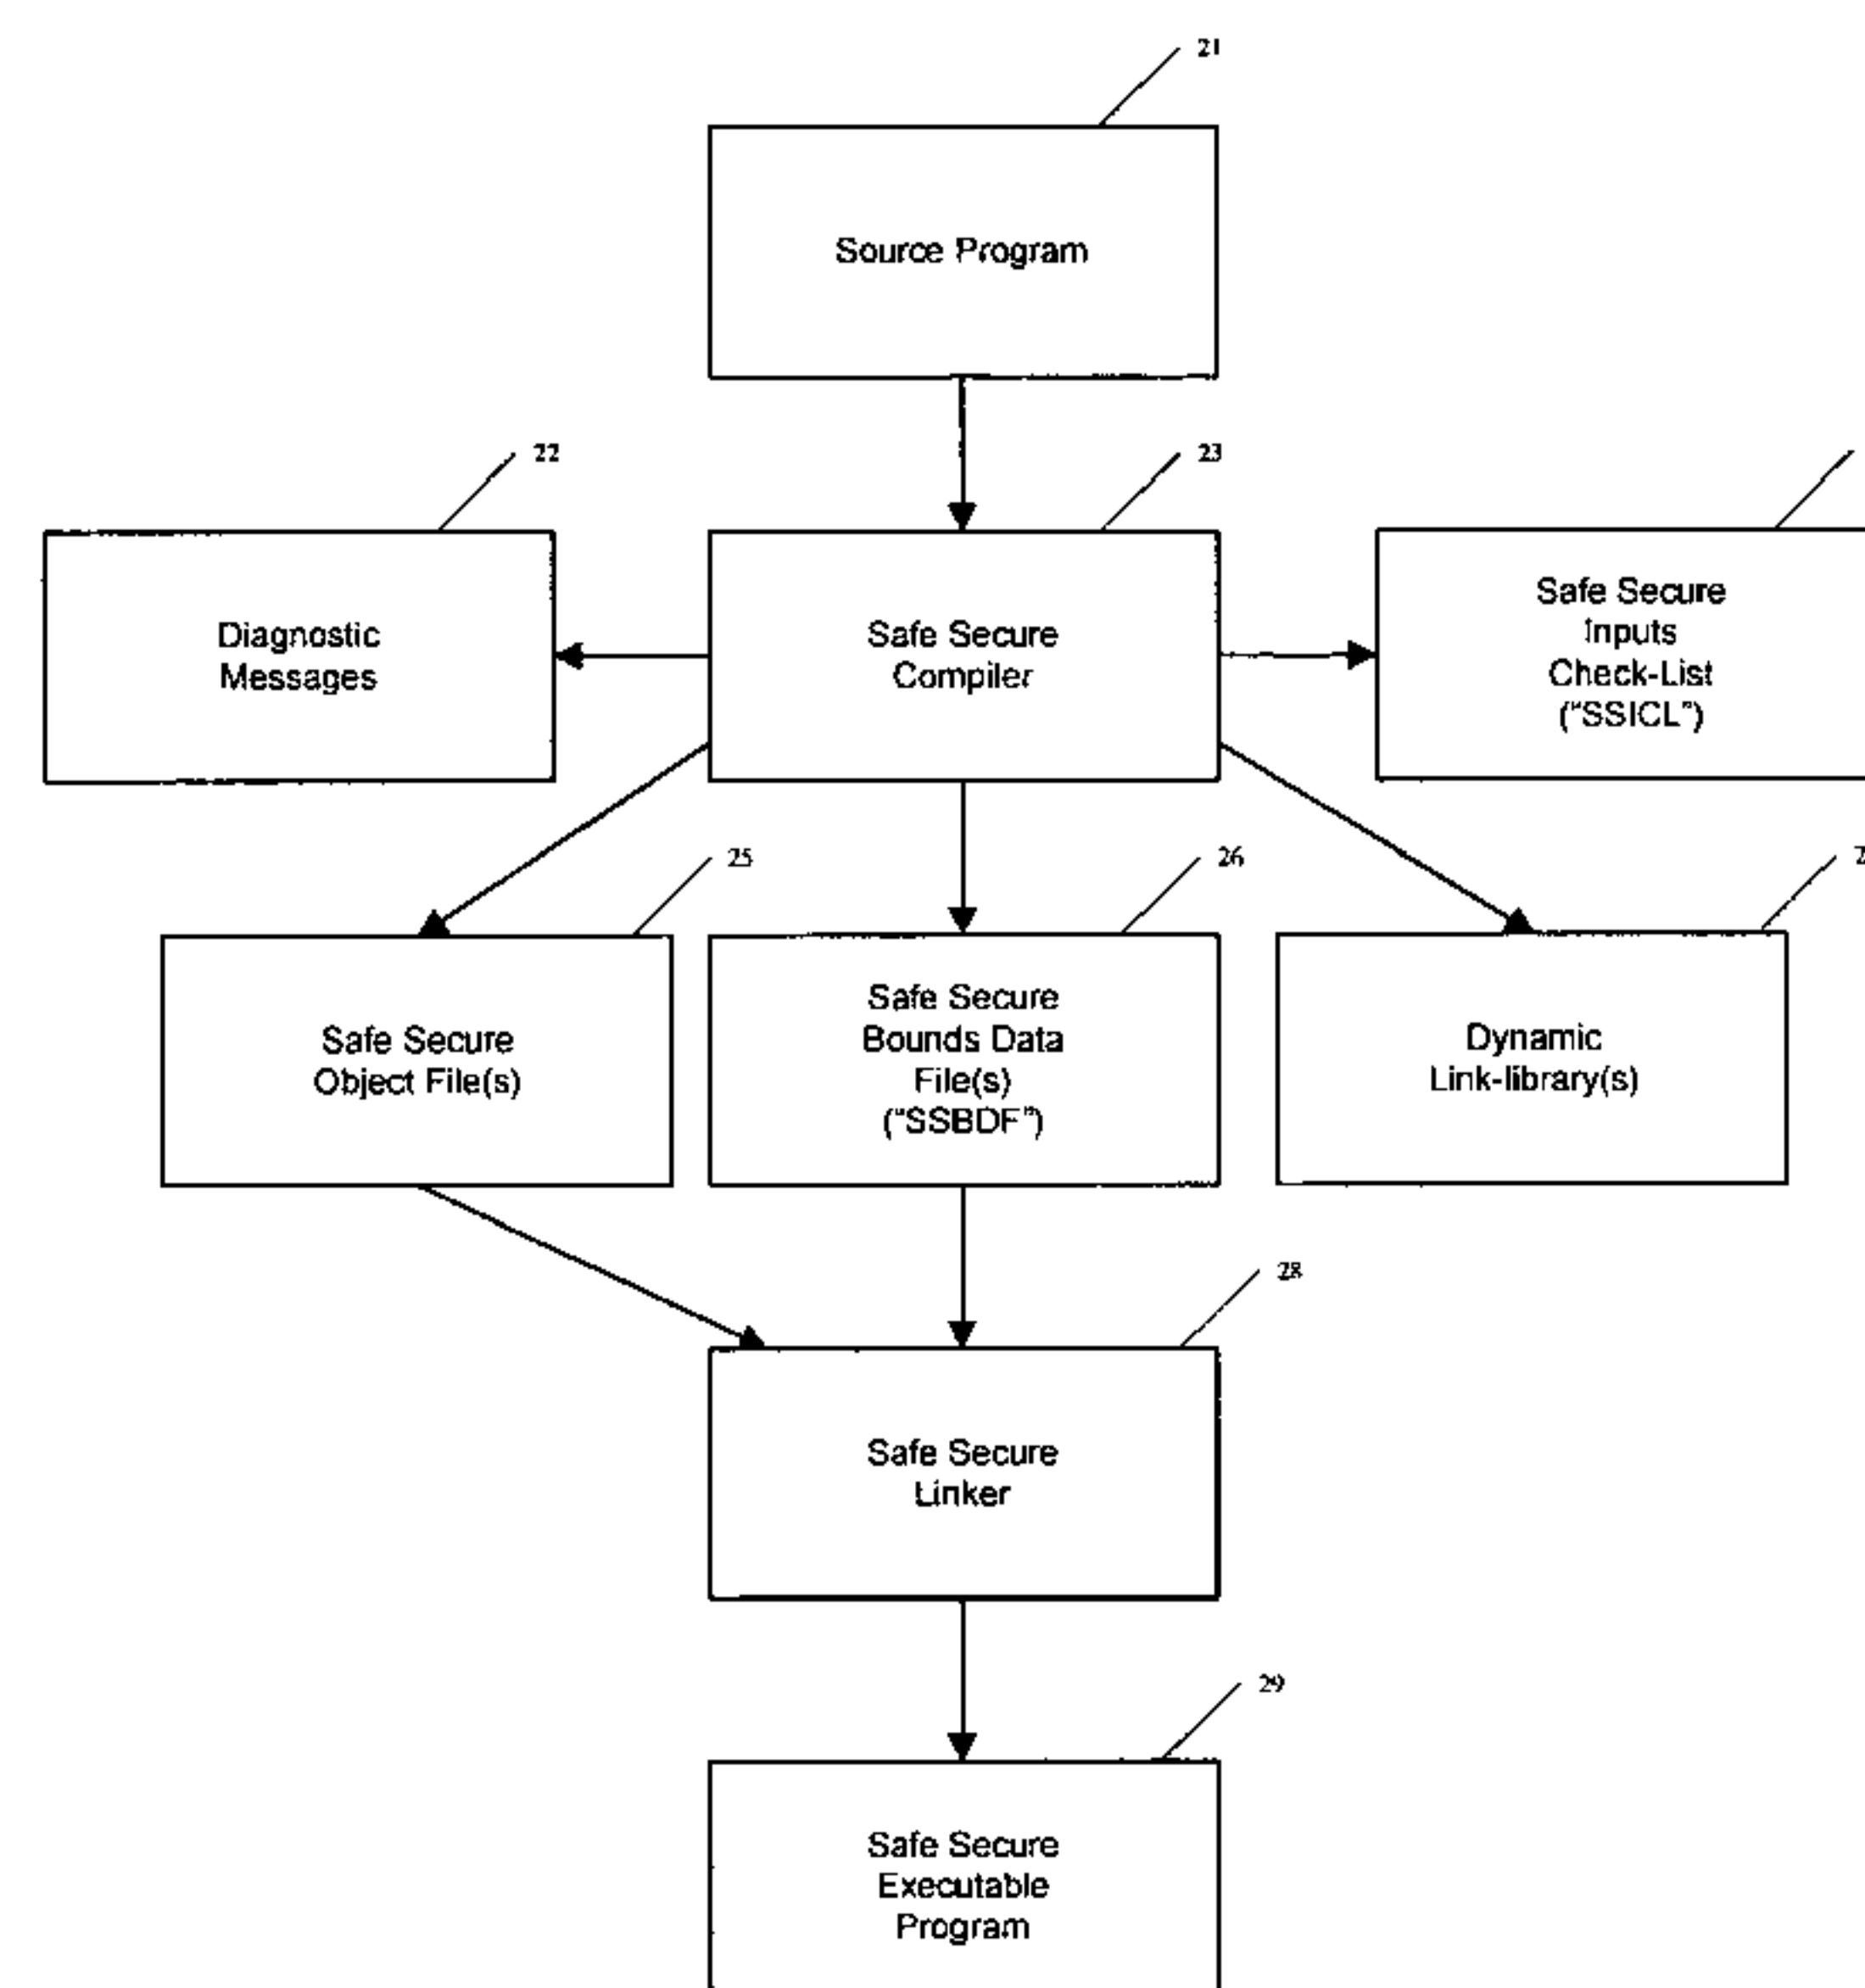 21
Source Program
22
23
Diagnostic
Messages
Safe Secure
Compiler
Safe Secure
Inputs
Check-List
("SSICL")
25
26
2
Safe Secure
Object File(s)
Safe Secure
Bounds Data
File(s)
("SSBDF")
Dynamic
Link-library(s)
28
Safe Secure
Linker
29
Safe Secure
Executable
Program